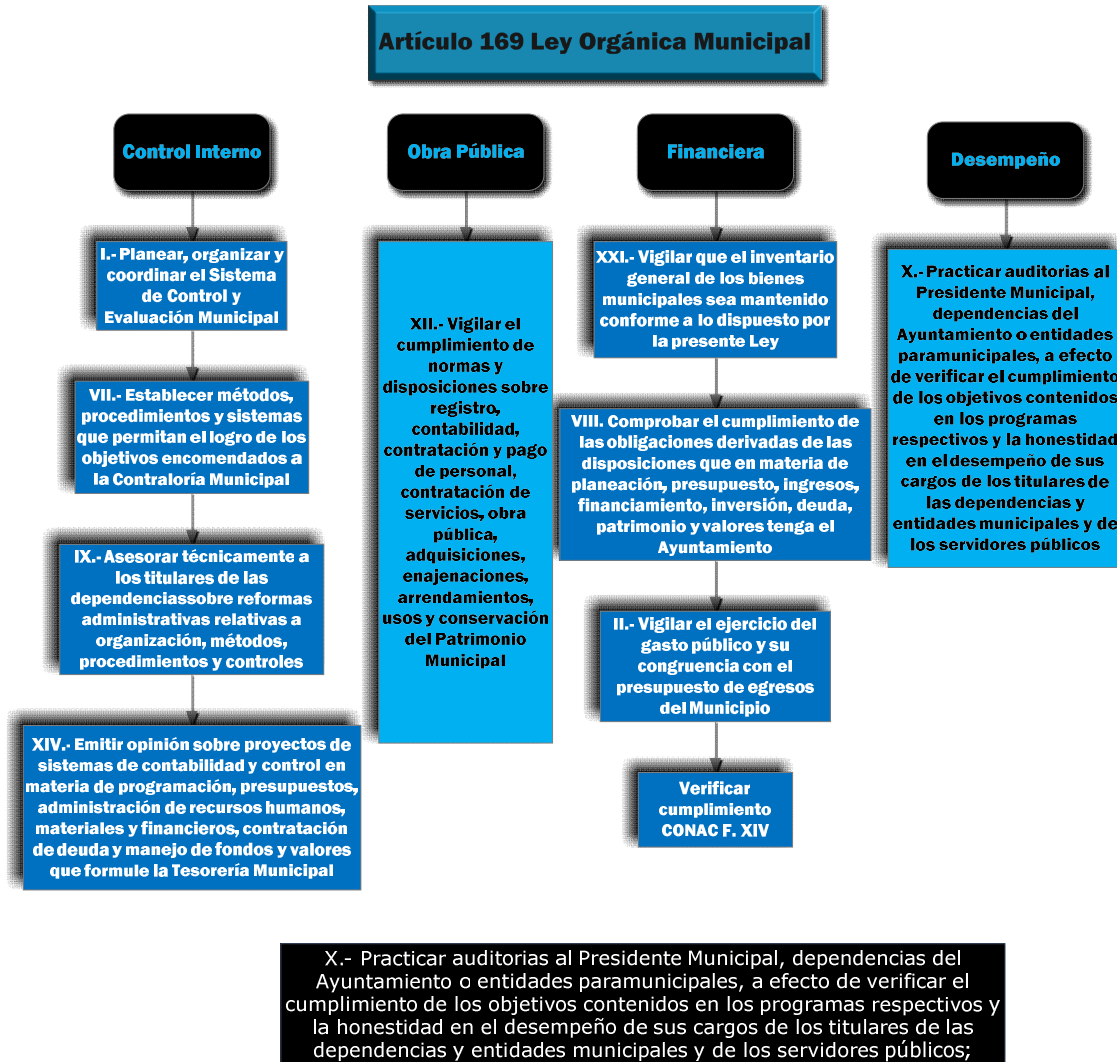 Artículo 169 Ley Orgánica Municipal
Control Interno
I.- Planear, organizar y
coordinar el Sistema
de Control y
Evaluación Municipal
VII.- Establecer métodos,
procedimientos y sistemas
que permitan el logro de los
objetivos encomendados a
la Contraloría Municipal
IX.- Asesorar técnicamente a
los titulares de las
dependenciassobre reformas
administrativas relativas a
organización, métodos,
procedimientos y controles
XIV.- Emitir opinión sobre proyectos de
sistemas de contabilidad y control en
materia de programación, presupuestos,
administración de recursos humanos,
materiales y financieros, contratación
de deuda y manejo de fondos y valores
que formule la Tesorería Municipal
Obra Pública
XII.- Vigilar el
cumplimiento de
normas y
disposiciones sobre
registro,
contabilidad,
contratación y pago
de personal,
contratación de
servicios, obra
pública,
adquisiciones,
enajenaciones,
arrendamientos,
usos y conservación
del Patrimonio
Municipal
Financiera
XXI.- Vigilar que el inventario
general de los bienes
municipales sea mantenido
conforme a lo dispuesto por
la presente Ley
VIII. Comprobar el cumplimiento de
las obligaciones derivadas de las
disposiciones que en materia de
planeación, presupuesto, ingresos,
financiamiento, inversión, deuda,
patrimonio y valores tenga el
Ayuntamiento
II.- Vigilar el ejercicio del
gasto público y su
congruencia con el
presupuesto de egresos
del Municipio
Verificar
cumplimiento
CONAC F. XIV
Desempeño
X.- Practicar auditorias al
Presidente Municipal,
dependencias del
Ayuntamiento o entidades
paramunicipales, a efecto
de verificar el cumplimiento
de los objetivos contenidos
en los programas
respectivos y la honestidad
en el desempeño de sus
cargos de los titulares de
las dependencias y
entidades municipales y de
los servidores públicos
X.- Practicar auditorias al Presidente Municipal, dependencias del
Ayuntamiento o entidades paramunicipales, a efecto de verificar el
cumplimiento de los objetivos contenidos en los programas respectivos y
la honestidad en el desempeño de sus cargos de los titulares de las
dependencias y entidades municipales y de los servidores públicos;